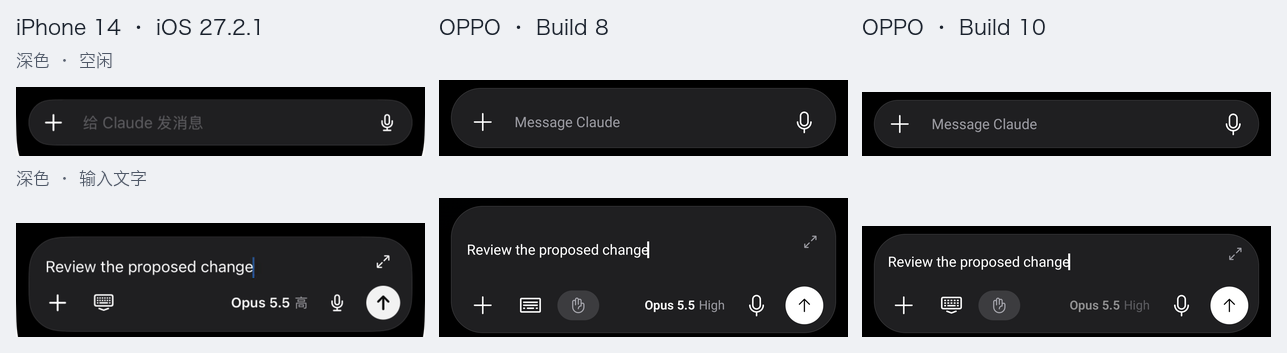 iPhone 14 · iOS 27.2.1
OPPO · Build 8
OPPO · Build 10
深色 · 空闲
给 Claude 发消息
Message Claude
Message Claude
深色 · 输入文字
Review the proposed change
Opus 5.5 高
Review the proposed change
Opus 5.5 High
Review the proposed change
Opus 5.5 High